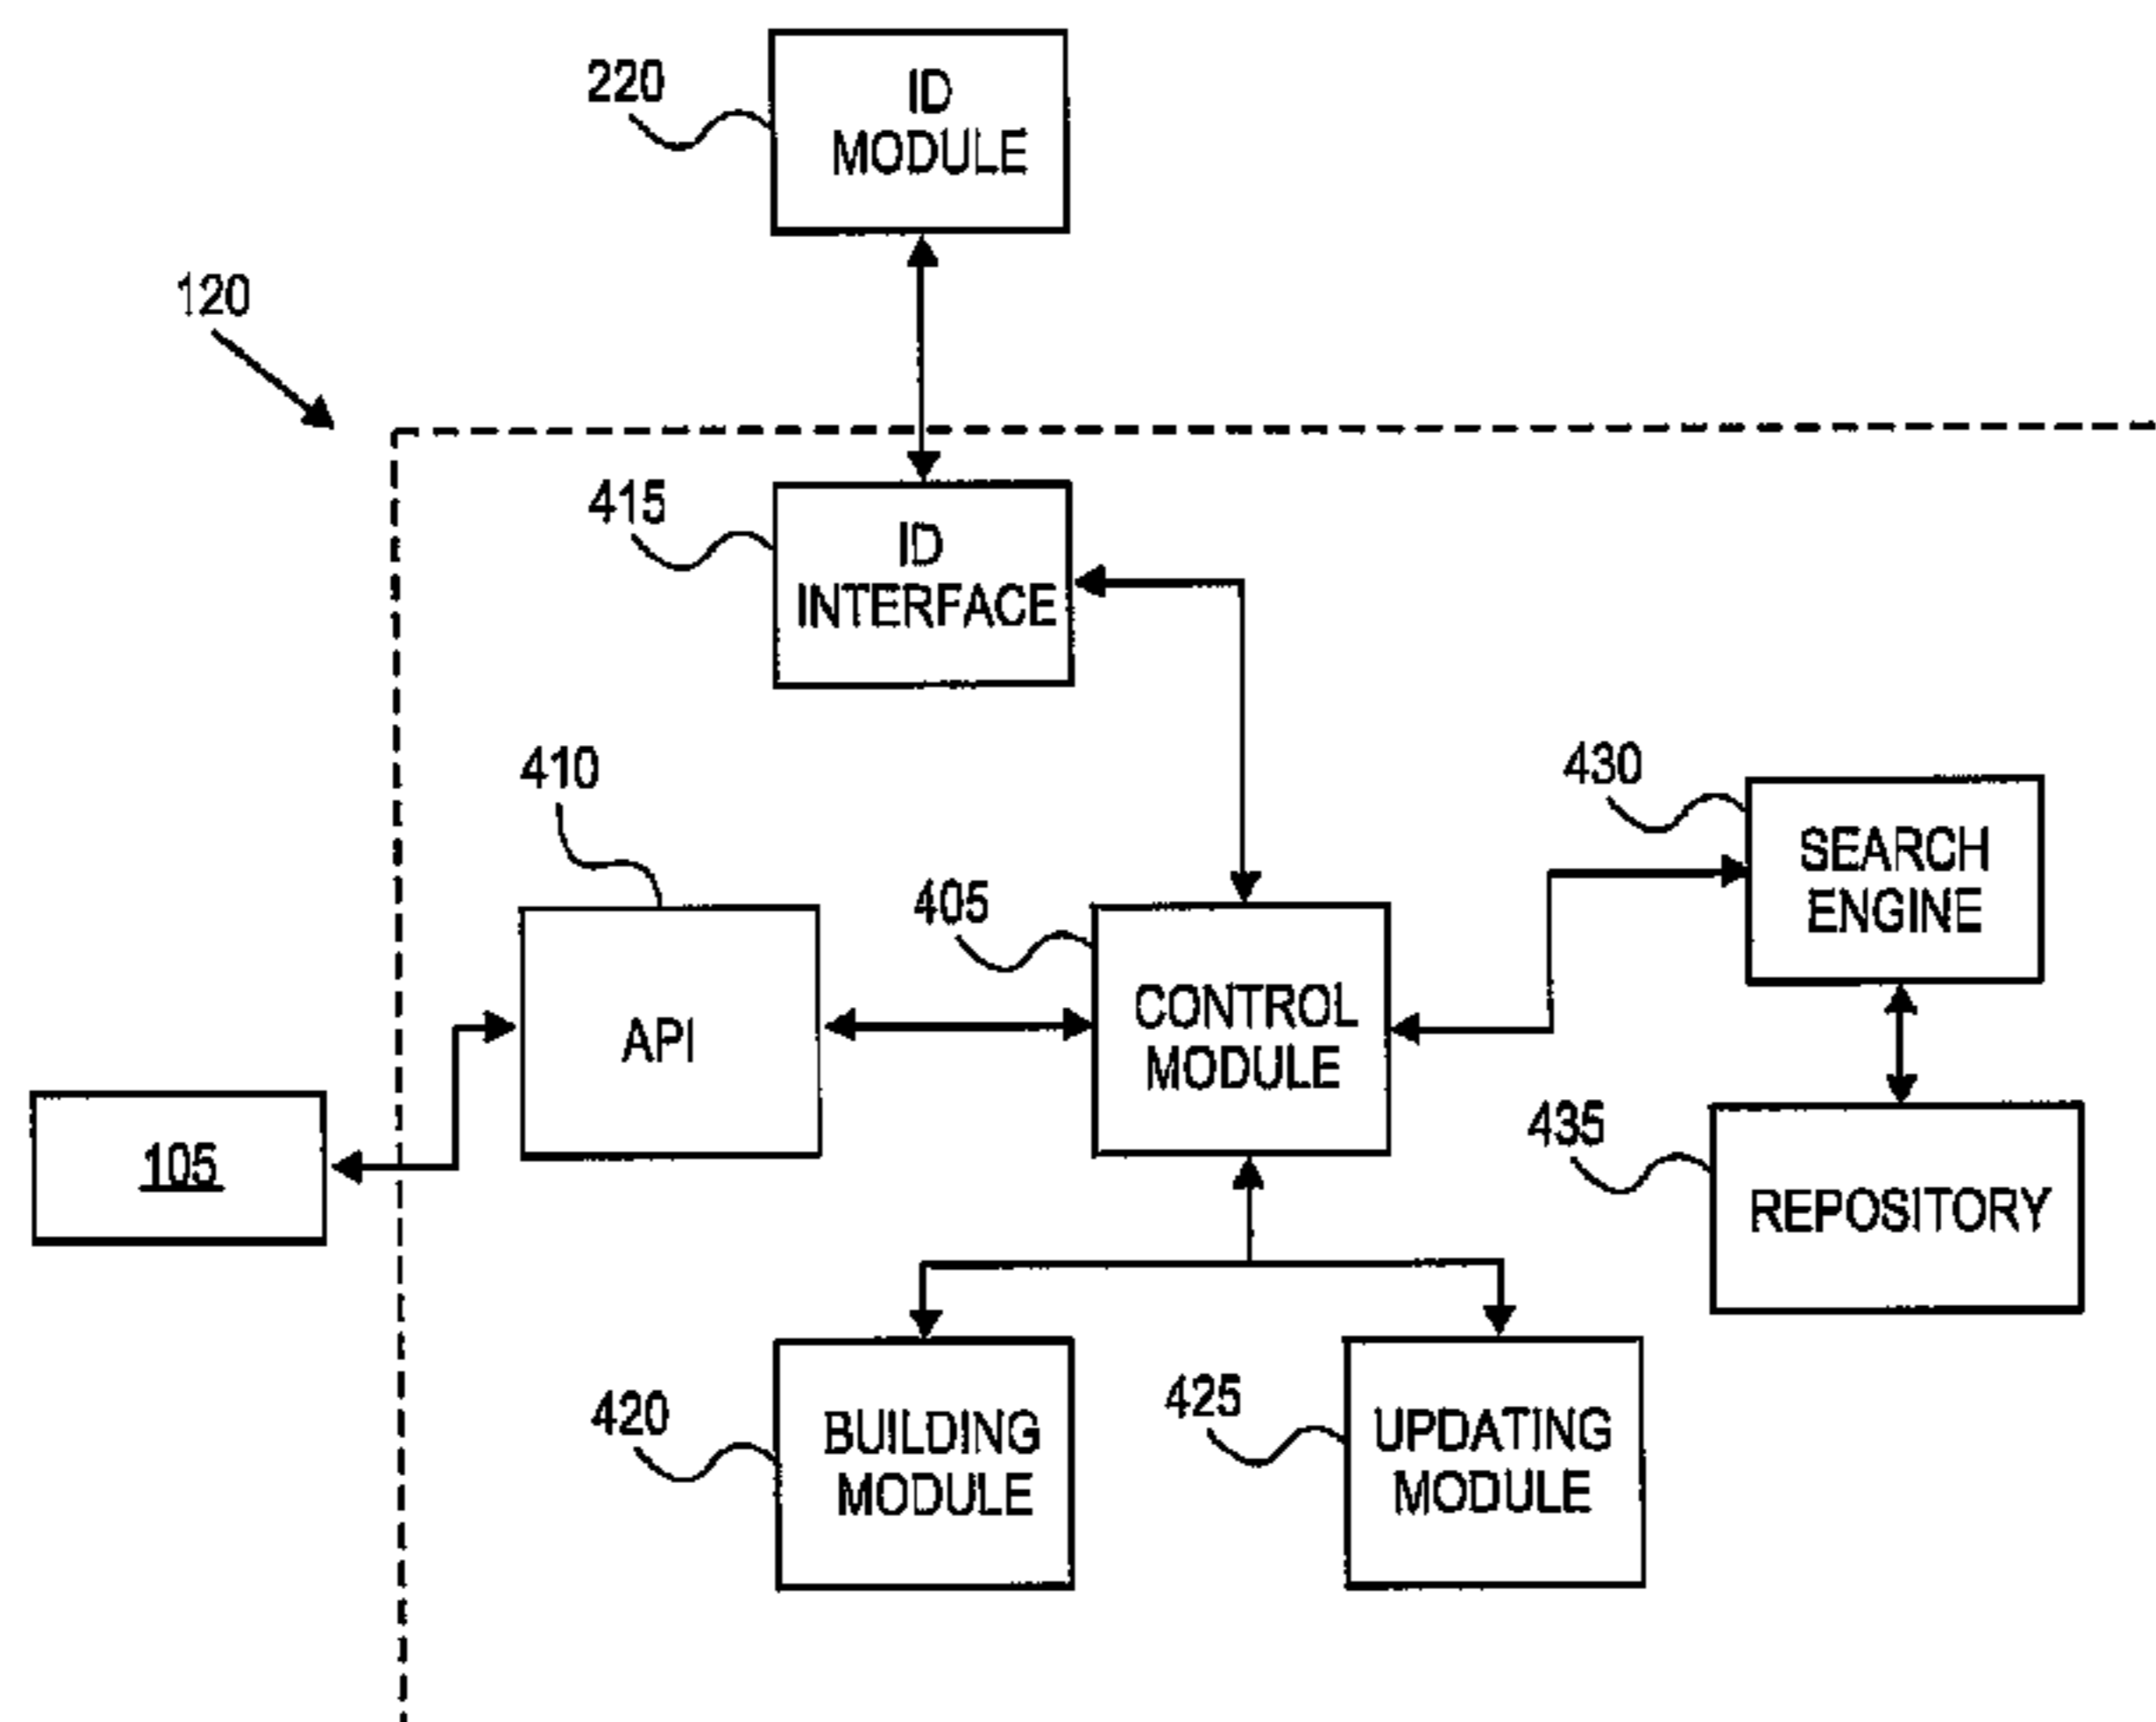 220
ID
MODULE
120
415
ID
INTERFACE
410
430
SEARCH
ENGINE
405
API
CONTROL
MODULE
105
435
REPOSITORY
420
BUILDING
MODULE
425
UPDATING
MODULE